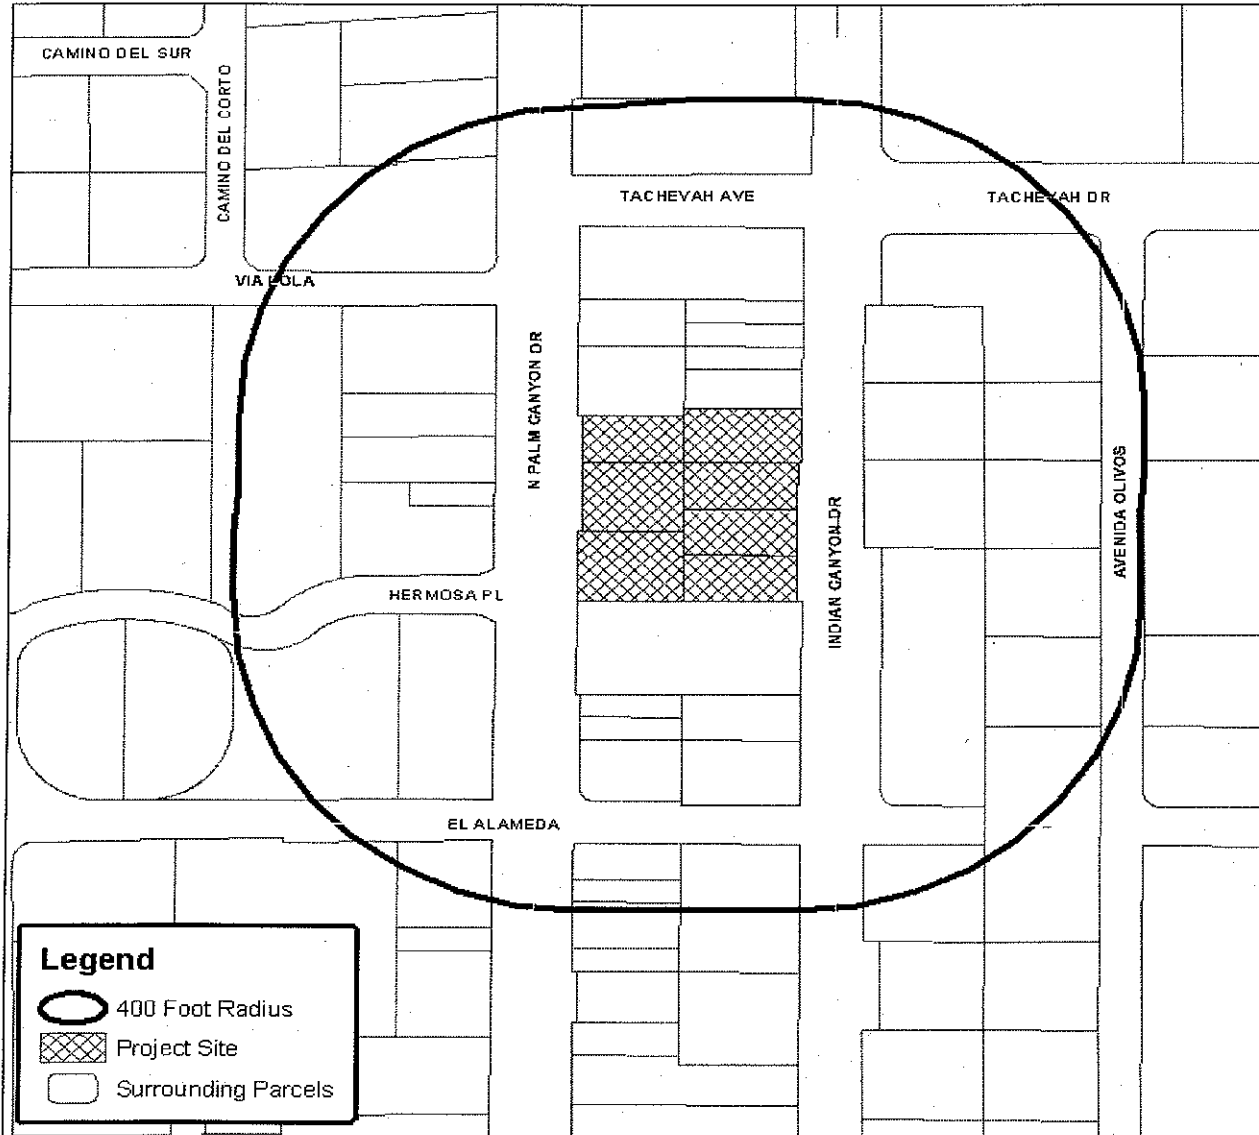 CAMINO DEL SUR
CAMINO DEL CORTO
TACHEVAH AVE
TACHEVAH DR
VIA LOLA
N PALM CANYON DR
INDIAN CANYON DR
AVENIDA OLIVOS
HERMOSA PL
EL ALAMEDA
Legend
400 Foot Radius
Project Site
Surrounding Parcels